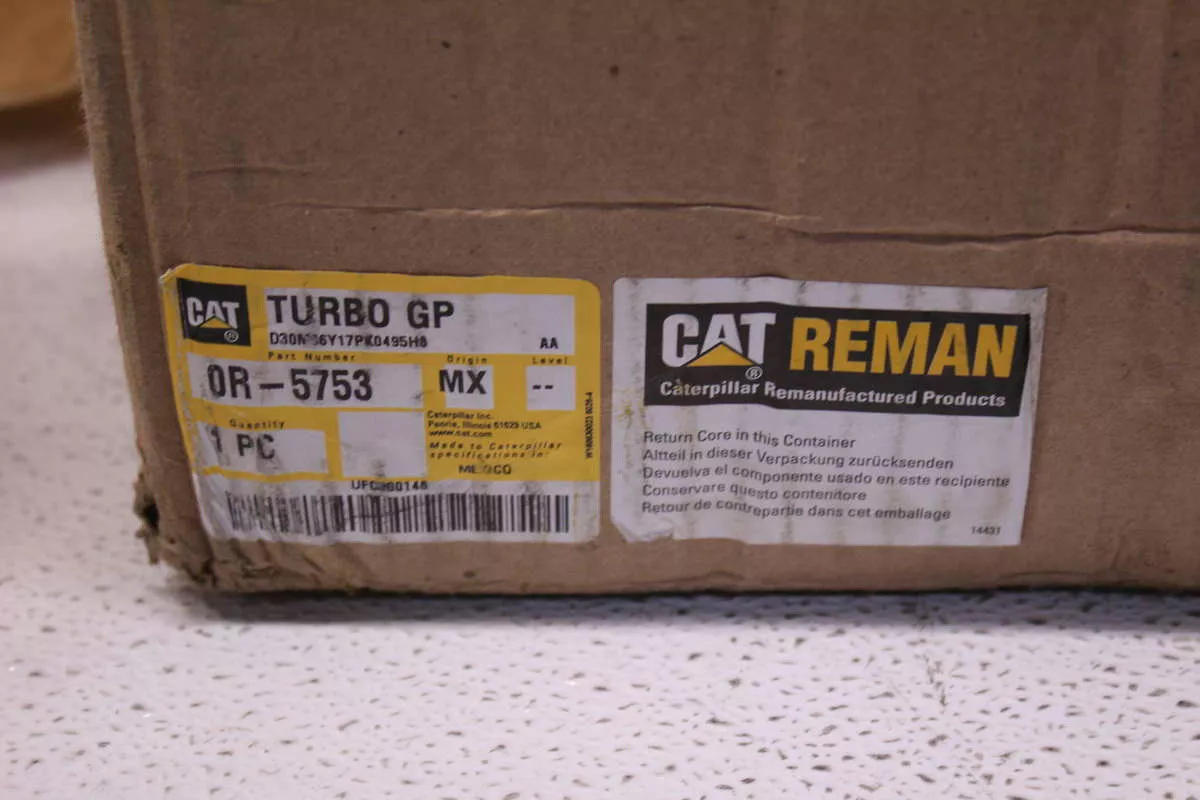 CAT®
TURBO GP
AA
Part Number
Origin
Level
0R-5753
MX
--
Quantity
1 PC
Caterpillar Inc.
Peoria, Illinois 61629 USA
www.cat.com
Made to Caterpillar
specifications in:
MEXICO
CAT® REMAN
Caterpillar Remanufactured Products
Return Core in this Container
Altteil in dieser Verpackung zurücksenden
Devuelva el componente usado en este recipiente
Conservare questo contenitore
Retour de contrepartie dans cet emballage
14431